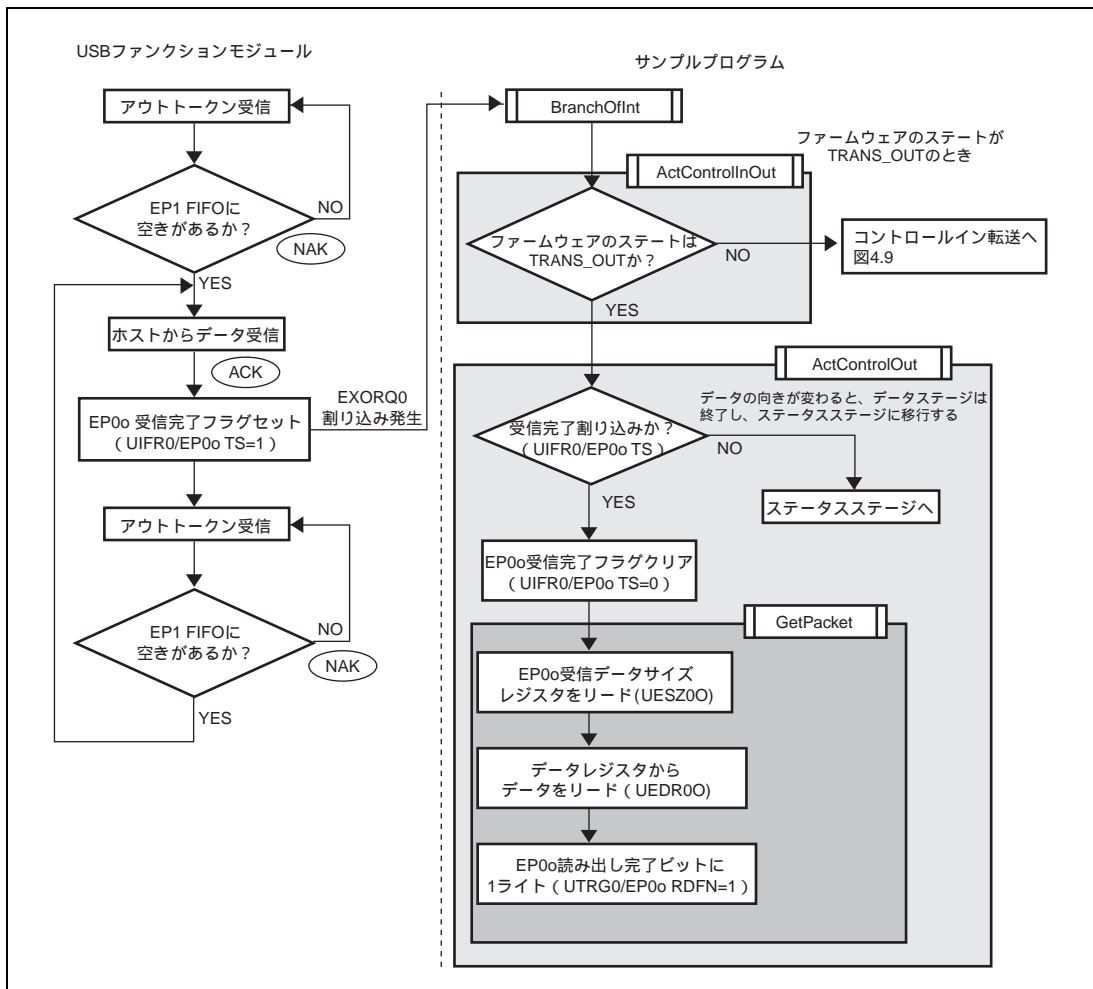 USBファンクションモジュール
アウトトークン受信
EP1 FIFOに
空きがあるか？
NO
NAK
YES
ホストからデータ受信
ACK
EP0o 受信完了フラグセット
（UIFR0/EP0o TS=1）
EXORQ0
割り込み発生
アウトトークン受信
EP1 FIFOに
空きがあるか？
NO
NAK
YES
サンプルプログラム
BranchOfInt
ファームウェアのステートが
TRANS_OUTのとき
ActControlInOut
ファームウェアのステートは
TRANS_OUTか？
NO
コントロールイン転送へ
図4.9
YES
ActControlOut
データの向きが変わると、データステージは
終了し、ステータスステージに移行する
受信完了割り込みか？
（UIFR0/EP0o TS）
NO
ステータスステージへ
YES
EP0o受信完了フラグクリア
（UIFR0/EP0o TS=0）
GetPacket
EP0o受信データサイズ
レジスタをリード(UESZ0O)
データレジスタから
データをリード（UEDR0O)
EP0o読み出し完了ビットに
1ライト（UTRG0/EP0o RDFN=1）